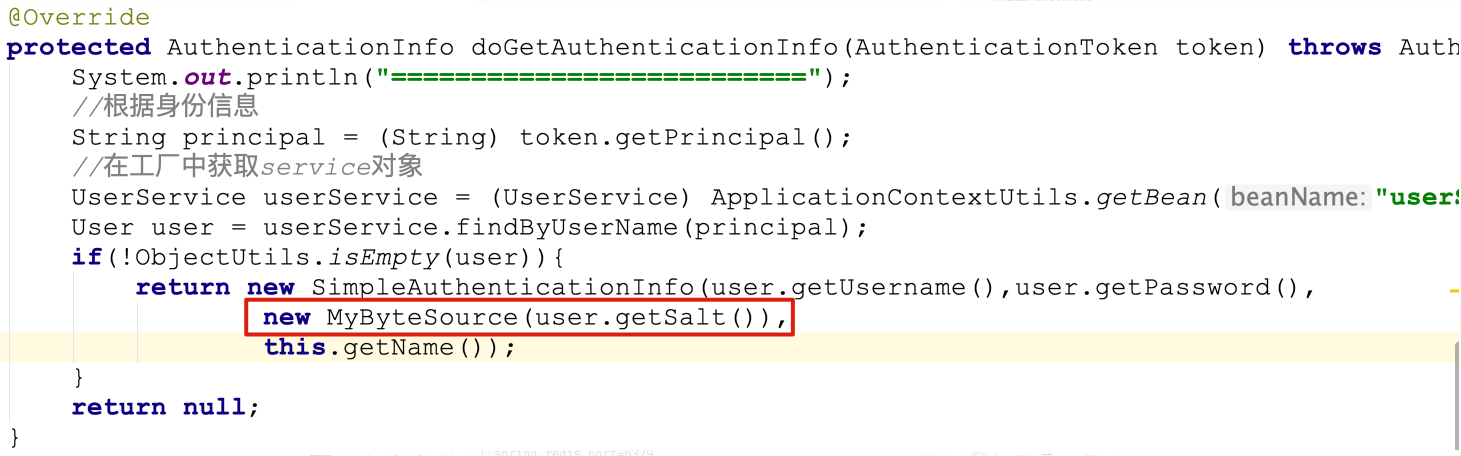 @Override
protected AuthenticationInfo doGetAuthenticationInfo(AuthenticationToken token) throws Auth
System.out.println("==========================");
//根据身份信息
String principal = (String) token.getPrincipal();
//在工厂中获取service对象
UserService userService = (UserService) ApplicationContextUtils.getBean( beanName: "userS
User user = userService.findByUserName(principal);
if(!ObjectUtils.isEmpty(user)){
return new SimpleAuthenticationInfo(user.getUsername(),user.getPassword(),
new MyByteSource(user.getSalt()),
this.getName());
}
return null;
}